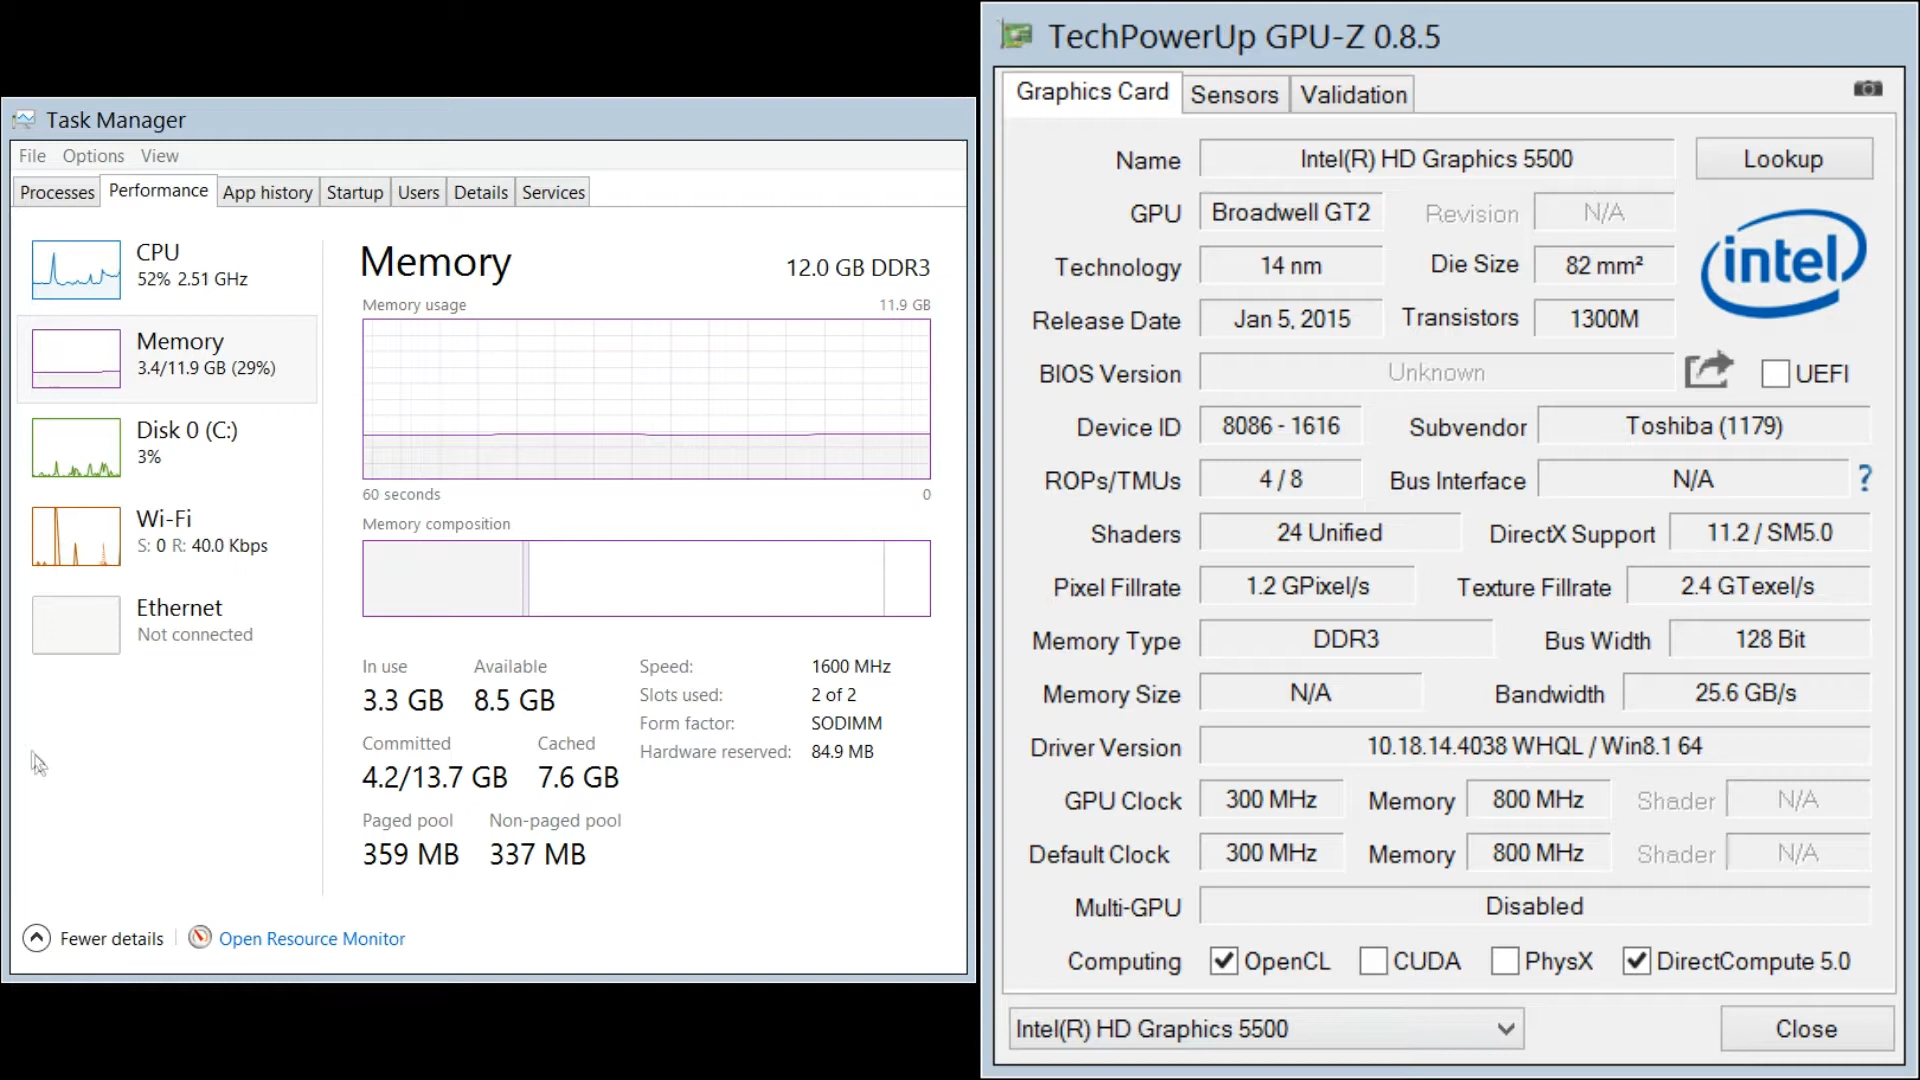 Task Manager
File Options View
Processes Performance App history Startup Users Details Services
CPU
52% 2.51 GHz
Memory
3.4/11.9 GB (29%)
Disk 0 (C:)
3%
Wi-Fi
S: 0 R: 40.0 Kbps
Ethernet
Not connected
Memory 12.0 GB DDR3
Memory usage 11.9 GB
60 seconds 0
Memory composition
In use Available
3.3 GB 8.5 GB
Committed Cached
4.2/13.7 GB 7.6 GB
Paged pool Non-paged pool
359 MB 337 MB
Speed: 1600 MHz
Slots used: 2 of 2
Form factor: SODIMM
Hardware reserved: 84.9 MB
Fewer details Open Resource Monitor
TechPowerUp GPU-Z 0.8.5
Graphics Card Sensors Validation
Name Intel(R) HD Graphics 5500 Lookup
GPU Broadwell GT2 Revision N/A
intel
Technology 14 nm Die Size 82 mm²
Release Date Jan 5, 2015 Transistors 1300M
BIOS Version Unknown UEFI
Device ID 8086 - 1616 Subvendor Toshiba (1179)
ROPs/TMUs 4 / 8 Bus Interface N/A ?
Shaders 24 Unified DirectX Support 11.2 / SM5.0
Pixel Fillrate 1.2 GPixel/s Texture Fillrate 2.4 GTexel/s
Memory Type DDR3 Bus Width 128 Bit
Memory Size N/A Bandwidth 25.6 GB/s
Driver Version 10.18.14.4038 WHQL / Win8.1 64
GPU Clock 300 MHz Memory 800 MHz Shader N/A
Default Clock 300 MHz Memory 800 MHz Shader N/A
Multi-GPU Disabled
Computing OpenCL CUDA PhysX DirectCompute 5.0
Intel(R) HD Graphics 5500 Close